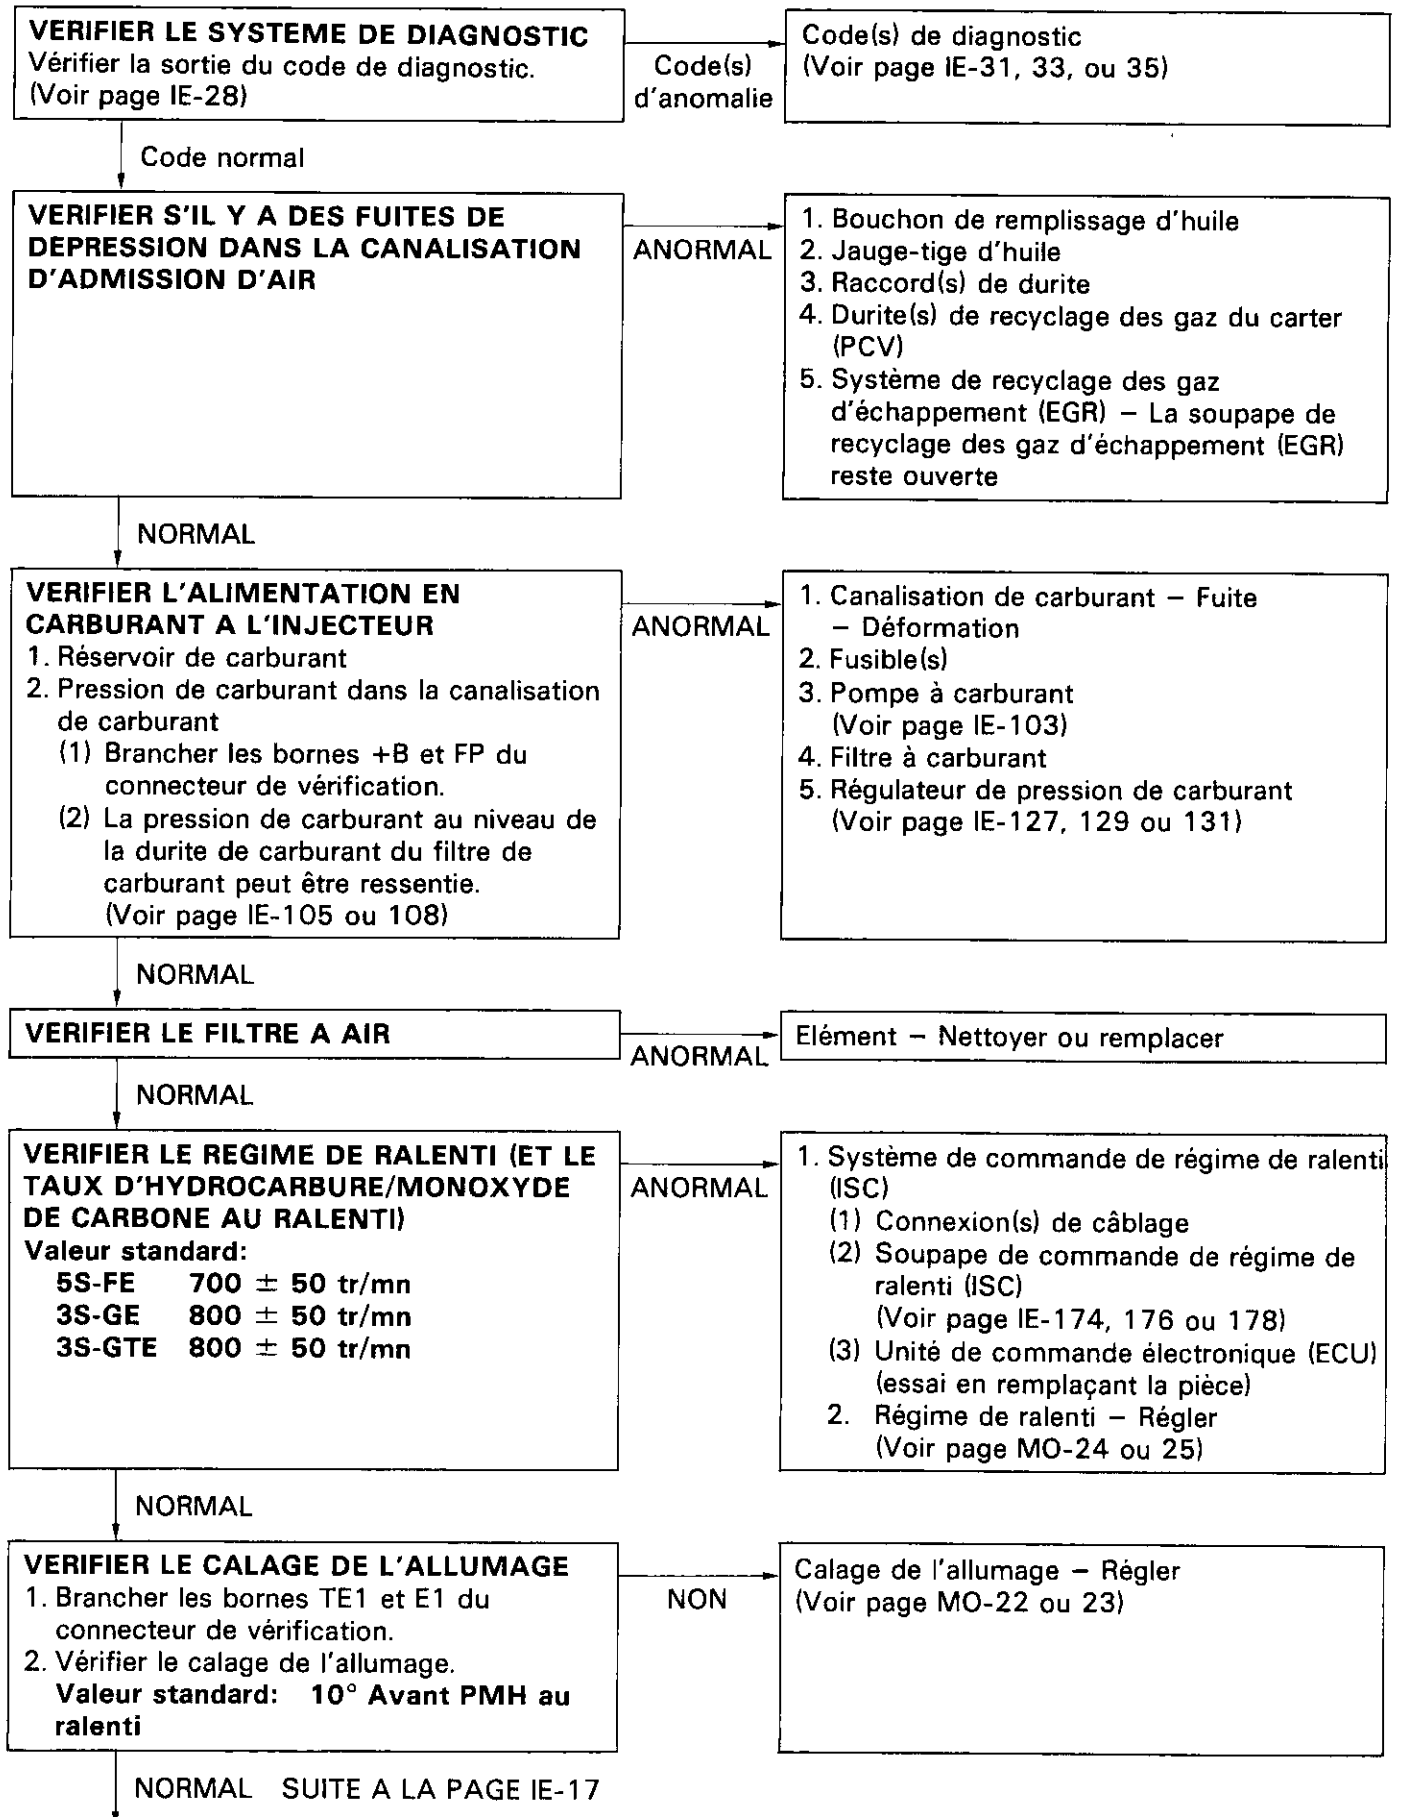 VERIFIER LE SYSTEME DE DIAGNOSTIC
Vérifier la sortie du code de diagnostic.
(Voir page IE-28)
Code(s)
d'anomalie
Code(s) de diagnostic
(Voir page IE-31, 33, ou 35)
Code normal
VERIFIER S'IL Y A DES FUITES DE
DEPRESSION DANS LA CANALISATION
D'ADMISSION D'AIR
ANORMAL
1. Bouchon de remplissage d'huile
2. Jauge-tige d'huile
3. Raccord(s) de durite
4. Durite(s) de recyclage des gaz du carter
(PCV)
5. Système de recyclage des gaz
d'échappement (EGR) – La soupape de
recyclage des gaz d'échappement (EGR)
reste ouverte
NORMAL
VERIFIER L'ALIMENTATION EN
CARBURANT A L'INJECTEUR
1. Réservoir de carburant
2. Pression de carburant dans la canalisation
de carburant
(1) Brancher les bornes +B et FP du
connecteur de vérification.
(2) La pression de carburant au niveau de
la durite de carburant du filtre de
carburant peut être ressentie.
(Voir page IE-105 ou 108)
ANORMAL
1. Canalisation de carburant – Fuite
– Déformation
2. Fusible(s)
3. Pompe à carburant
(Voir page IE-103)
4. Filtre à carburant
5. Régulateur de pression de carburant
(Voir page IE-127, 129 ou 131)
NORMAL
VERIFIER LE FILTRE A AIR
ANORMAL
Elément – Nettoyer ou remplacer
NORMAL
VERIFIER LE REGIME DE RALENTI (ET LE
TAUX D'HYDROCARBURE/MONOXYDE
DE CARBONE AU RALENTI)
Valeur standard:
5S-FE 700 ± 50 tr/mn
3S-GE 800 ± 50 tr/mn
3S-GTE 800 ± 50 tr/mn
ANORMAL
1. Système de commande de régime de ralenti
(ISC)
(1) Connexion(s) de câblage
(2) Soupape de commande de régime de
ralenti (ISC)
(Voir page IE-174, 176 ou 178)
(3) Unité de commande électronique (ECU)
(essai en remplaçant la pièce)
2. Régime de ralenti – Régler
(Voir page MO-24 ou 25)
NORMAL
VERIFIER LE CALAGE DE L'ALLUMAGE
1. Brancher les bornes TE1 et E1 du
connecteur de vérification.
2. Vérifier le calage de l'allumage.
Valeur standard: 10° Avant PMH au
ralenti
NON
Calage de l'allumage – Régler
(Voir page MO-22 ou 23)
NORMAL SUITE A LA PAGE IE-17